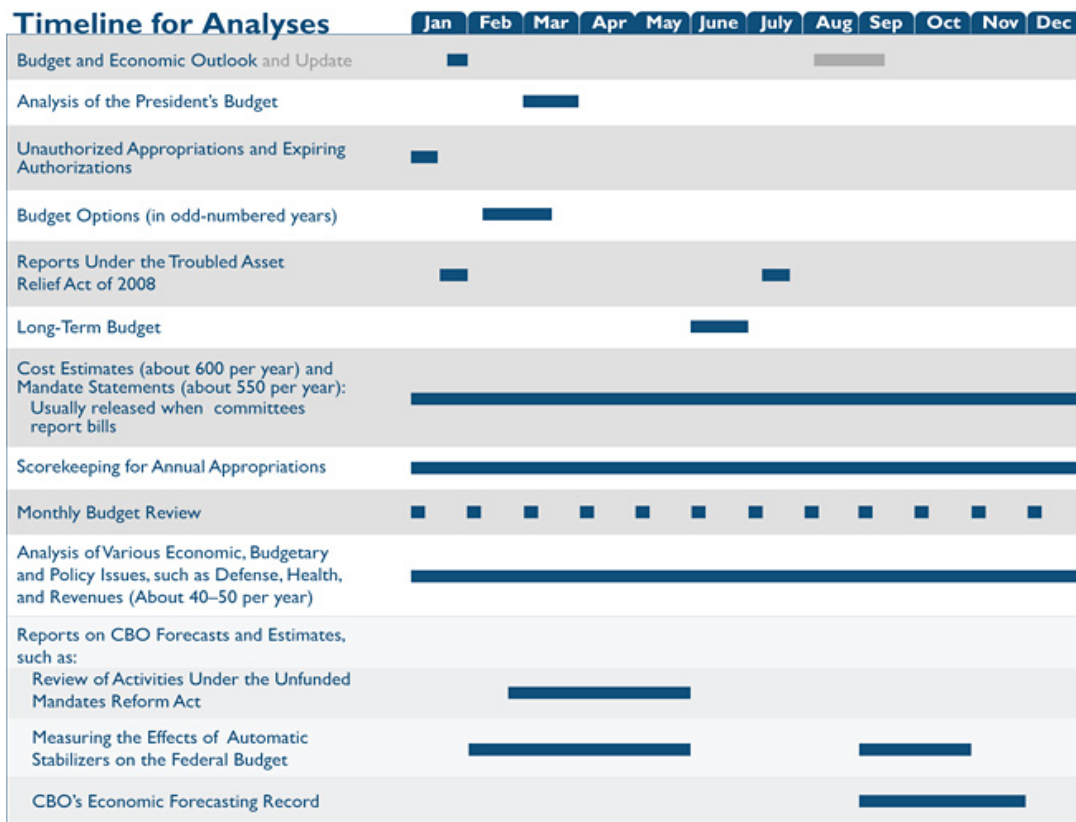 Timeline for Analyses
Jan Feb Mar Apr May June July Aug Sep Oct Nov Dec
Budget and Economic Outlook and Update
Analysis of the President's Budget
Unauthorized Appropriations and Expiring
Authorizations
Budget Options (in odd-numbered years)
Reports Under the Troubled Asset
Relief Act of 2008
Long-Term Budget
Cost Estimates (about 600 per year) and
Mandate Statements (about 550 per year):
Usually released when committees
report bills
Scorekeeping for Annual Appropriations
Monthly Budget Review
Analysis of Various Economic, Budgetary
and Policy Issues, such as Defense, Health,
and Revenues (About 40–50 per year)
Reports on CBO Forecasts and Estimates,
such as:
Review of Activities Under the Unfunded
Mandates Reform Act
Measuring the Effects of Automatic
Stabilizers on the Federal Budget
CBO's Economic Forecasting Record